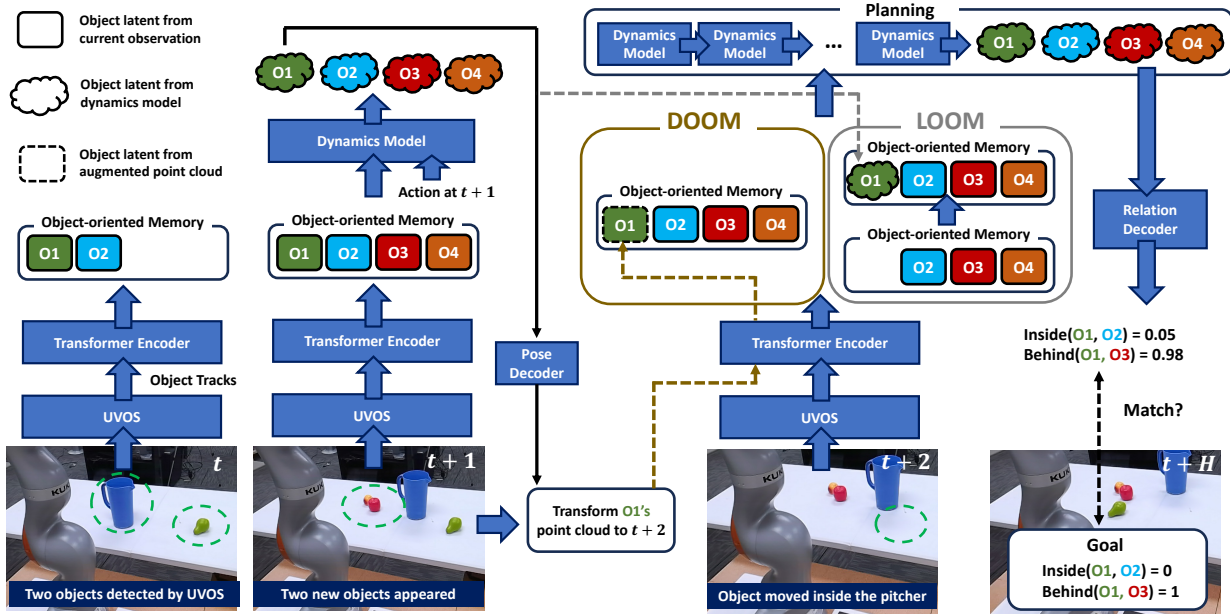 Object latent from
current observation
Object latent from
dynamics model
Object latent from
augmented point cloud
Object-oriented Memory
O1 O2
Transformer Encoder
Object Tracks
UVOS
t
KUK
Two objects detected by UVOS
O1 O2 O3 O4
Dynamics Model
Action at t + 1
Object-oriented Memory
O1 O2 O3 O4
Transformer Encoder
UVOS
t + 1
KUK
Two new objects appeared
Pose
Decoder
Transform O1's
point cloud to t + 2
Planning
Dynamics
Model
Dynamics
Model
...
Dynamics
Model
O1 O2 O3 O4
DOOM
Object-oriented Memory
O1 O2 O3 O4
LOOM
Object-oriented Memory
O1 O2 O3 O4
Object-oriented Memory
O2 O3 O4
Transformer Encoder
UVOS
t + 2
KUK
Object moved inside the pitcher
Relation
Decoder
Inside(O1, O2) = 0.05
Behind(O1, O3) = 0.98
Match?
t + H
KUK
Goal
Inside(O1, O2) = 0
Behind(O1, O3) = 1